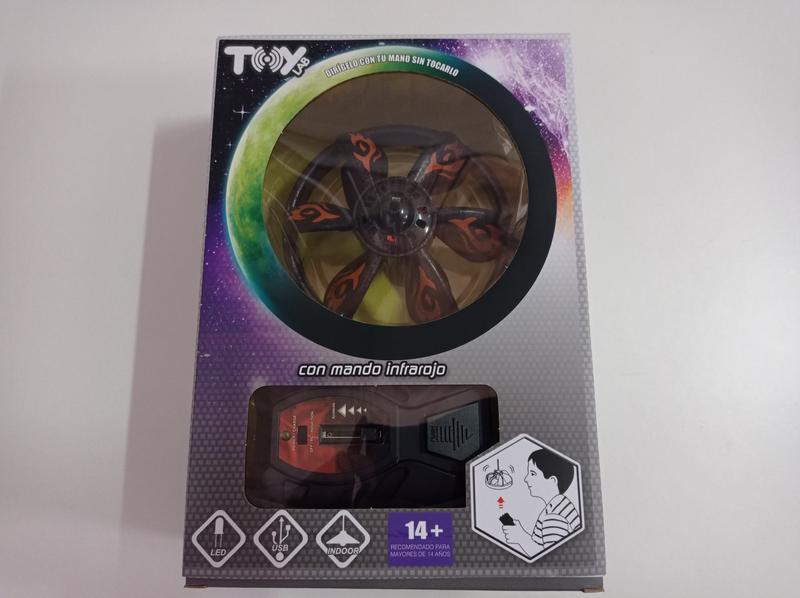 TOY LAB
DIRÍGELO CON TU MANO SIN TOCARLO
con mando infrarojo
LED
USB
INDOOR
14+
RECOMENDADO PARA
MAYORES DE 14 AÑOS